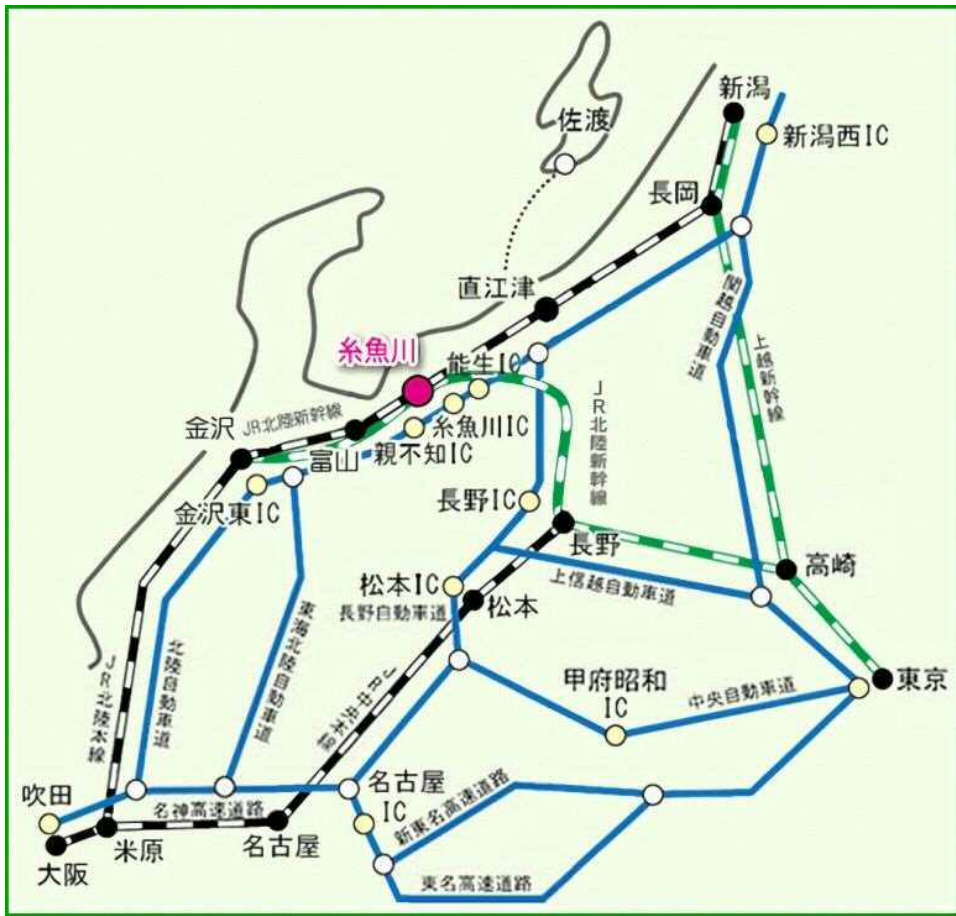 新潟
佐渡
新潟西IC
長岡
直江津
関越自動車道
上越新幹線
糸魚川
能生IC
JR北陸新幹線
金沢
JR北陸新幹線
糸魚川IC
富山
親不知IC
金沢東IC
長野IC
長野
高崎
松本IC
上信越自動車道
長野自動車道
松本
東海北陸自動車道
北陸自動車道
JR北陸本線
JR中央本線
甲府昭和
IC
中央自動車道
東京
吹田
名古屋
IC
名神高速道路
新東名高速道路
米原
名古屋
大阪
東名高速道路